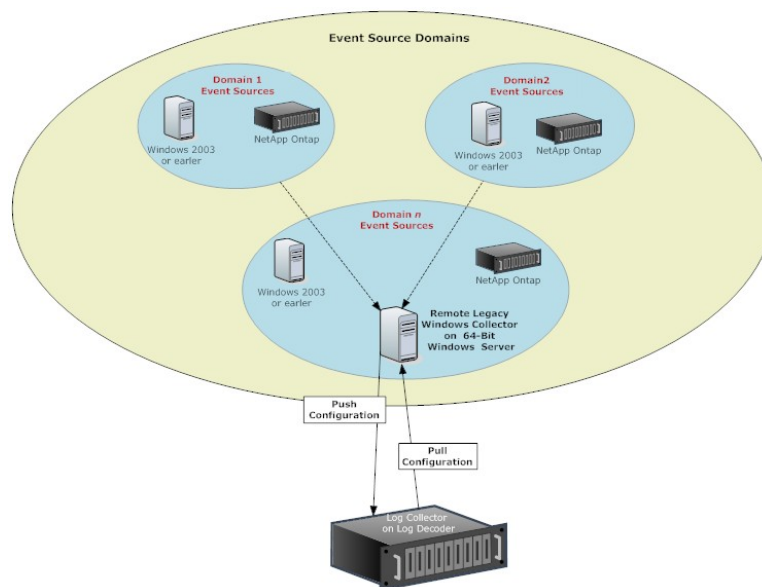 Event Source Domains
Domain 1
Event Sources
Windows 2003
or earler
NetApp Ontap
Domain2
Event Sources
Windows 2003
or earler
NetApp Ontap
Domain n
Event Sources
Windows 2003
or earler
NetApp Ontap
Remote Legacy
Windows Collector
on 64-Bit
Windows Server
Push
Configuration
Pull
Configuration
Log Collector
on Log Decoder